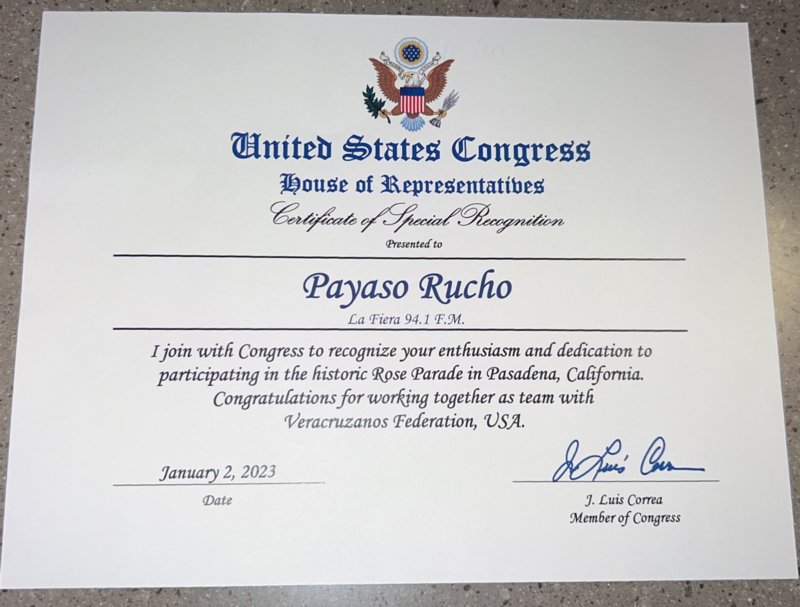 United States Congress
House of Representatives
Certificate of Special Recognition
Presented to
Payaso Rucho
La Fiera 94.1 F.M.
I join with Congress to recognize your enthusiasm and dedication to
participating in the historic Rose Parade in Pasadena, California.
Congratulations for working together as team with
Veracruzanos Federation, USA.
January 2, 2023
Date
J. Luis Correa
J. Luis Correa
Member of Congress